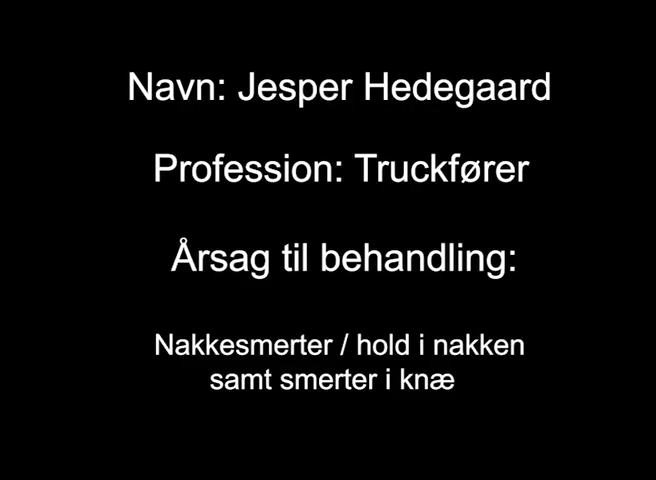 Navn: Jesper Hedegaard
Profession: Truckfører
Årsag til behandling:
Nakkesmerter / hold i nakken
samt smerter i knæ